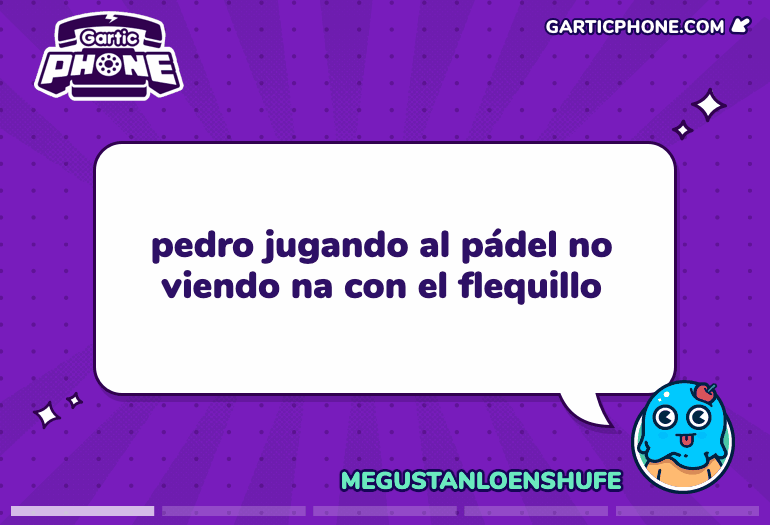 Gartic
PHONE
GARTICPHONE.COM
pedro jugando al pádel no
viendo na con el flequillo
MEGUSTANLOENSHUFE